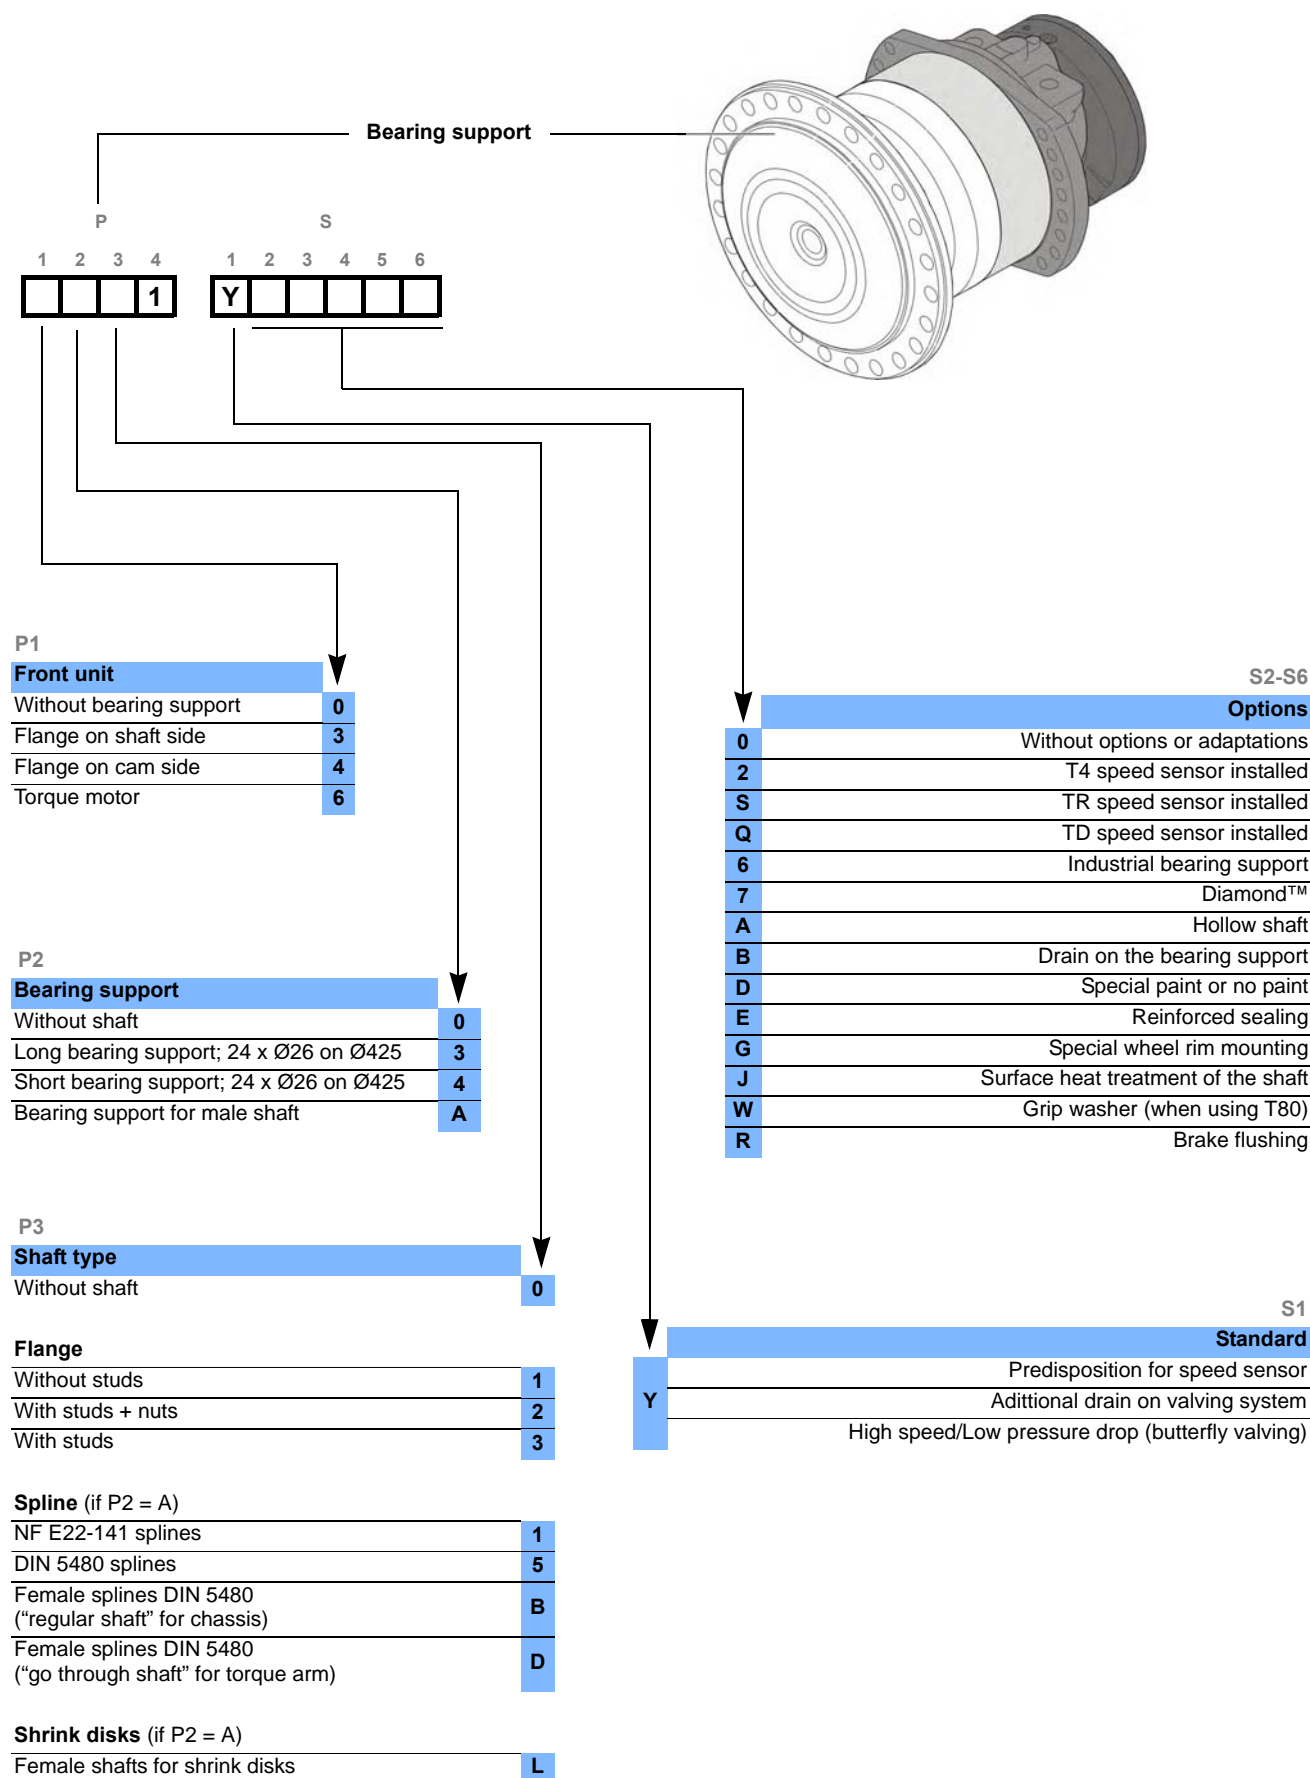 Bearing support
P S
1 2 3 4 1 2 3 4 5 6
1 Y
P1
Front unit
Without bearing support 0
Flange on shaft side 3
Flange on cam side 4
Torque motor 6
P2
Bearing support
Without shaft 0
Long bearing support; 24 x Ø26 on Ø425 3
Short bearing support; 24 x Ø26 on Ø425 4
Bearing support for male shaft A
P3
Shaft type
Without shaft 0
Flange
Without studs 1
With studs + nuts 2
With studs 3
Spline (if P2 = A)
NF E22-141 splines 1
DIN 5480 splines 5
Female splines DIN 5480
(“regular shaft” for chassis) B
Female splines DIN 5480
(“go through shaft” for torque arm) D
Shrink disks (if P2 = A)
Female shafts for shrink disks L
S2-S6
Options
0 Without options or adaptations
2 T4 speed sensor installed
S TR speed sensor installed
Q TD speed sensor installed
6 Industrial bearing support
7 Diamond™
A Hollow shaft
B Drain on the bearing support
D Special paint or no paint
E Reinforced sealing
G Special wheel rim mounting
J Surface heat treatment of the shaft
W Grip washer (when using T80)
R Brake flushing
S1
Standard
Predisposition for speed sensor
Y Adittional drain on valving system
High speed/Low pressure drop (butterfly valving)